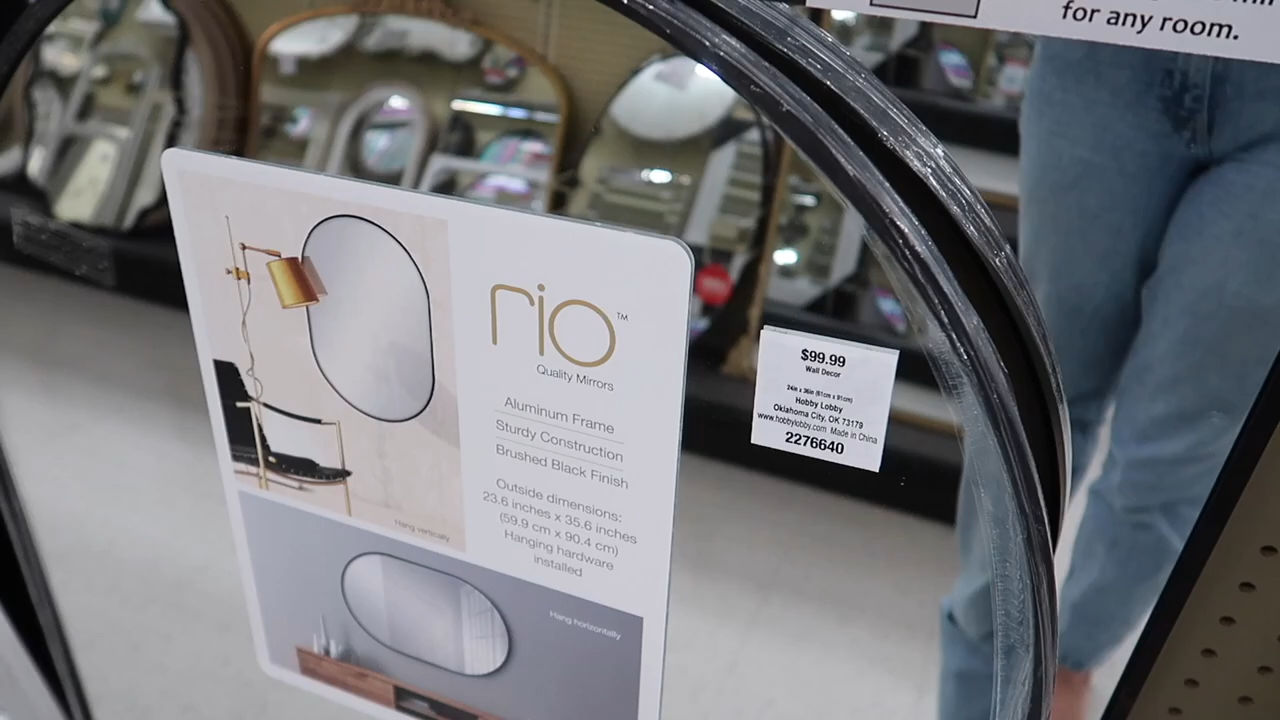 for any room.
rio™
Quality Mirrors
Aluminum Frame
Sturdy Construction
Brushed Black Finish
Outside dimensions:
23.6 inches x 35.6 inches
(59.9 cm x 90.4 cm)
Hanging hardware
installed
Hang vertically
Hang horizontally
$99.99
Wall Decor
24in x 36in (61cm x 91cm)
Hobby Lobby
Oklahoma City, OK 73179
www.hobbylobby.com Made in China
2276640